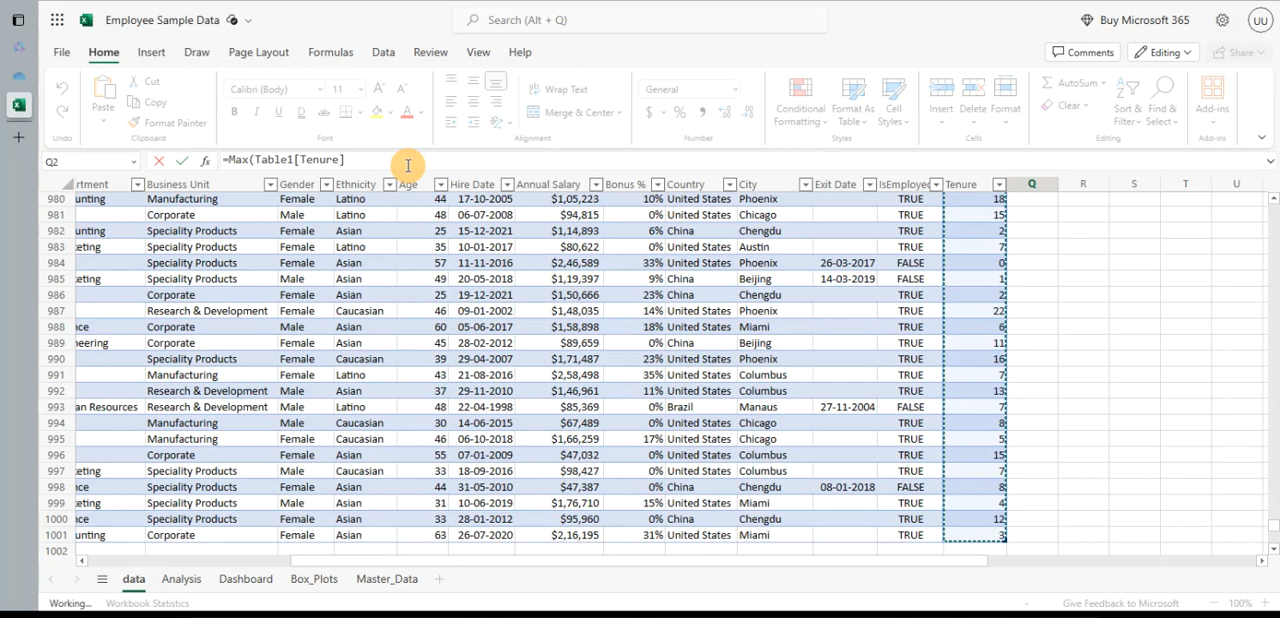 Employee Sample Data
Search (Alt + Q)
Buy Microsoft 365
UU
File Home Insert Draw Page Layout Formulas Data Review View Help
Comments Editing Share
Paste Cut Copy Format Painter
Calibri (Body) 11
B I U ab A
Wrap Text
Merge & Center
General
$ %
Conditional Formatting Format As Table Cell Styles
Insert Delete Format
AutoSum
Clear
Sort & Filter Find & Select
Add-ins
Undo Clipboard Font Alignment Number Styles Cells Editing Add-ins
Q2 fx =Max(Table1[Tenure]
rtment Business Unit Gender Ethnicity Age Hire Date Annual Salary Bonus % Country City Exit Date IsEmployed Tenure Q R S T U
980 unting Manufacturing Female Latino 44 17-10-2005 $1,05,223 10% United States Phoenix TRUE 18
981 Corporate Male Latino 48 06-07-2008 $94,815 0% United States Chicago TRUE 15
982 unting Speciality Products Female Asian 25 15-12-2021 $1,14,893 6% China Chengdu TRUE 2
983 keting Speciality Products Female Latino 35 10-01-2017 $80,622 0% United States Austin TRUE 7
984 Speciality Products Female Asian 57 11-11-2016 $2,46,589 33% United States Phoenix 26-03-2017 FALSE 0
985 keting Speciality Products Male Asian 49 20-05-2018 $1,19,397 9% China Beijing 14-03-2019 FALSE 1
986 Corporate Female Asian 25 19-12-2021 $1,50,666 23% China Chengdu TRUE 2
987 Research & Development Female Caucasian 46 09-01-2002 $1,48,035 14% United States Phoenix TRUE 22
988 nce Corporate Male Asian 60 05-06-2017 $1,58,898 18% United States Miami TRUE 6
989 neering Corporate Male Asian 45 28-02-2012 $89,659 0% China Beijing TRUE 11
990 Speciality Products Female Caucasian 39 29-04-2007 $1,71,487 23% United States Phoenix TRUE 16
991 Manufacturing Female Latino 43 21-08-2016 $2,58,498 35% United States Columbus TRUE 7
992 Research & Development Male Asian 37 29-11-2010 $1,46,961 11% United States Columbus TRUE 13
993 an Resources Research & Development Male Latino 48 22-04-1998 $85,369 0% Brazil Manaus 27-11-2004 FALSE 7
994 Manufacturing Male Caucasian 30 14-06-2015 $67,489 0% United States Chicago TRUE 8
995 Manufacturing Female Latino 46 06-10-2018 $1,66,259 17% United States Chicago TRUE 5
996 Corporate Female Asian 55 07-01-2009 $47,032 0% United States Columbus TRUE 15
997 keting Speciality Products Male Caucasian 33 18-09-2016 $98,427 0% United States Columbus TRUE 7
998 nce Speciality Products Female Asian 44 31-05-2010 $47,387 0% China Chengdu 08-01-2018 FALSE 8
999 keting Speciality Products Male Asian 31 10-06-2019 $1,76,710 15% United States Miami TRUE 4
1000 nce Speciality Products Female Asian 33 28-01-2012 $95,960 0% China Chengdu TRUE 12
1001 unting Corporate Male Asian 63 26-07-2020 $2,16,195 31% United States Miami TRUE 3
1002
data Analysis Dashboard Box_Plots Master_Data
Working... Workbook Statistics Give Feedback to Microsoft 100%